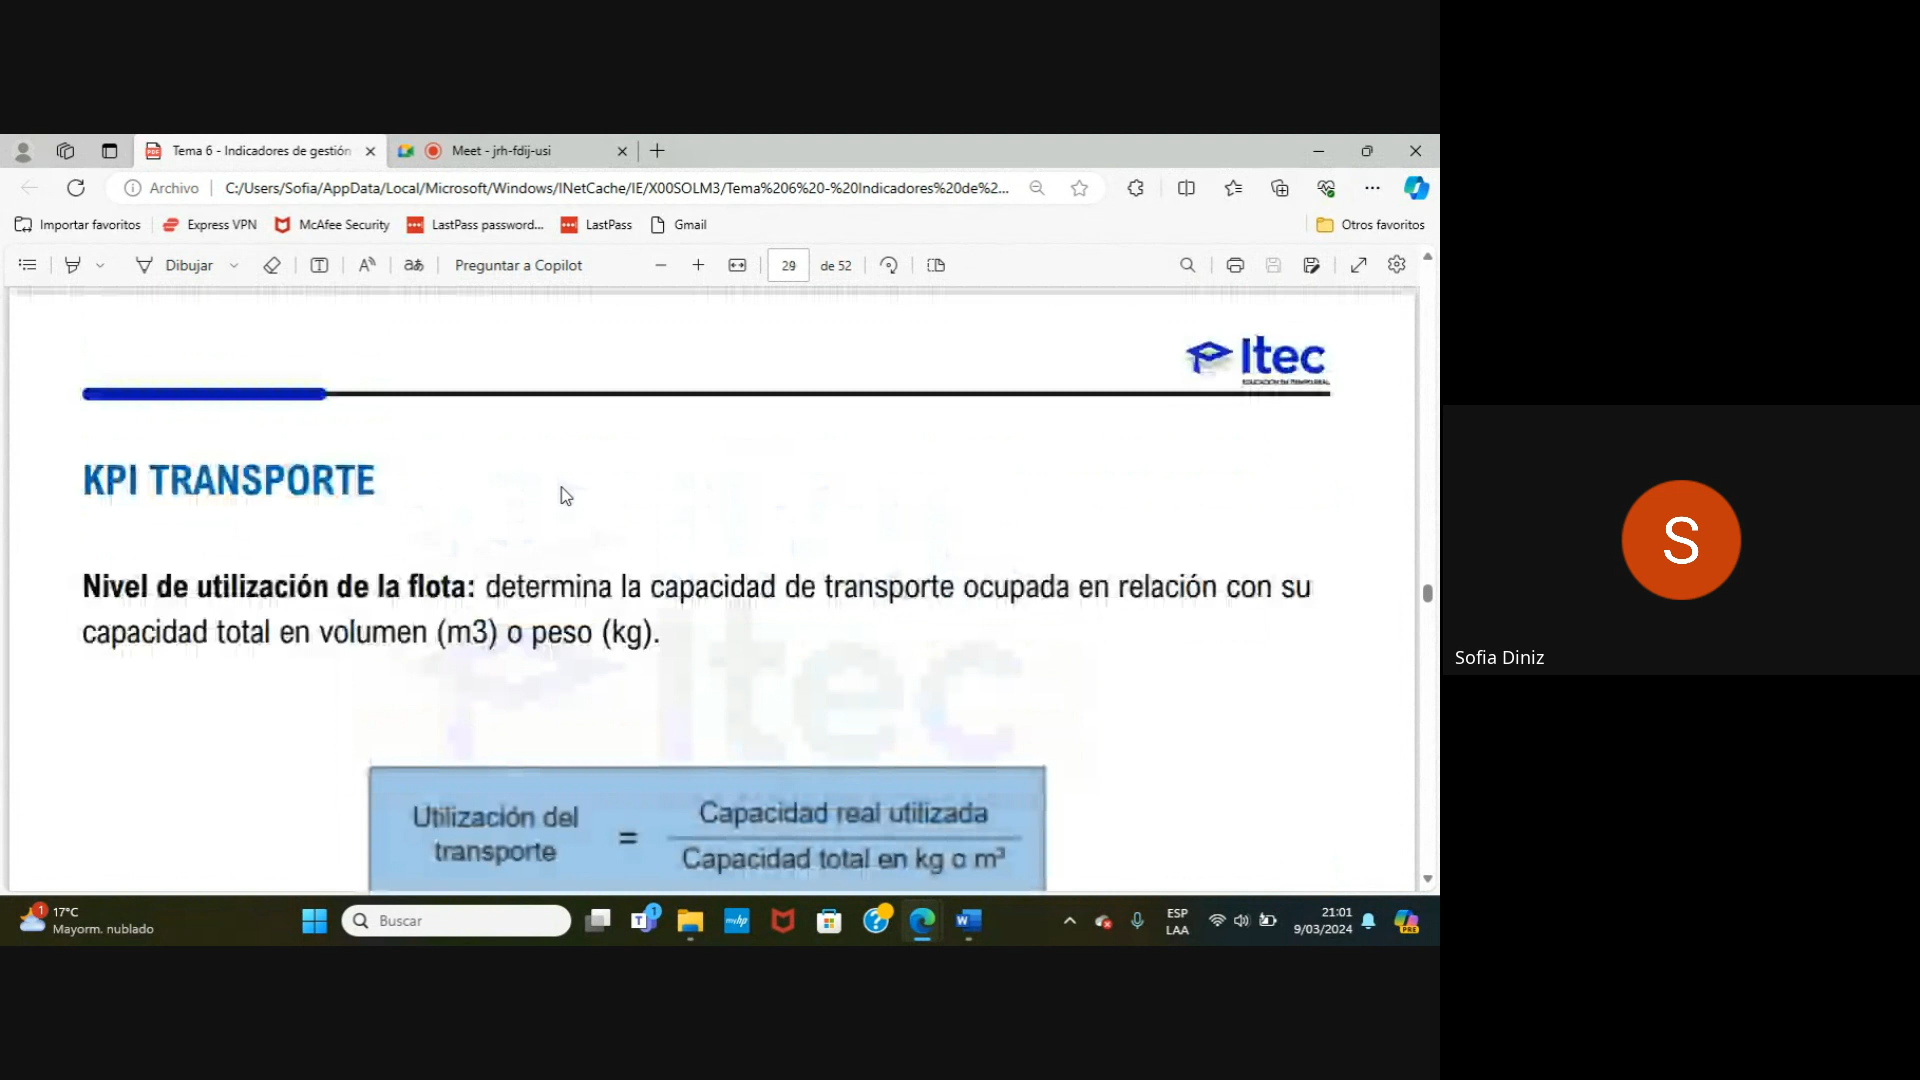 Tema 6 - Indicadores de gestión
Meet - jrh-fdij-usi
Archivo
C:/Users/Sofia/AppData/Local/Microsoft/Windows/INetCache/IE/X00SOLM3/Tema%206%20-%20Indicadores%20de%2...
Importar favoritos
Express VPN
McAfee Security
LastPass password...
LastPass
Gmail
Otros favoritos
Dibujar
Preguntar a Copilot
29
de 52
Itec
KPI TRANSPORTE
Nivel de utilización de la flota: determina la capacidad de transporte ocupada en relación con su
capacidad total en volumen (m3) o peso (kg).
Itec
Utilización del
transporte
=
Capacidad real utilizada
Capacidad total en kg o m³
S
Sofia Diniz
1
17°C
Mayorm. nublado
Buscar
1
ESP
LAA
21:01
9/03/2024